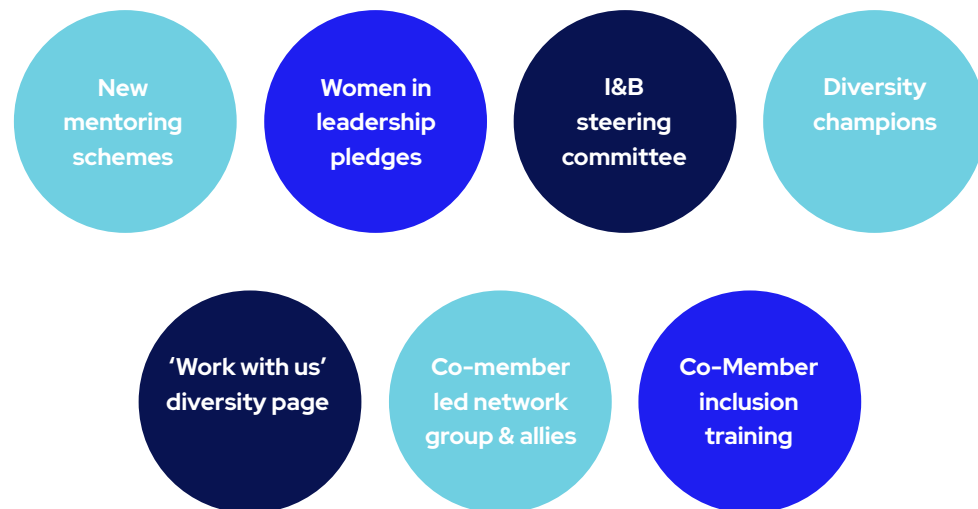 New
mentoring
schemes
Women in
leadership
pledges
I&B
steering
committee
Diversity
champions
‘Work with us’
diversity page
Co-member
led network
group & allies
Co-Member
inclusion
training